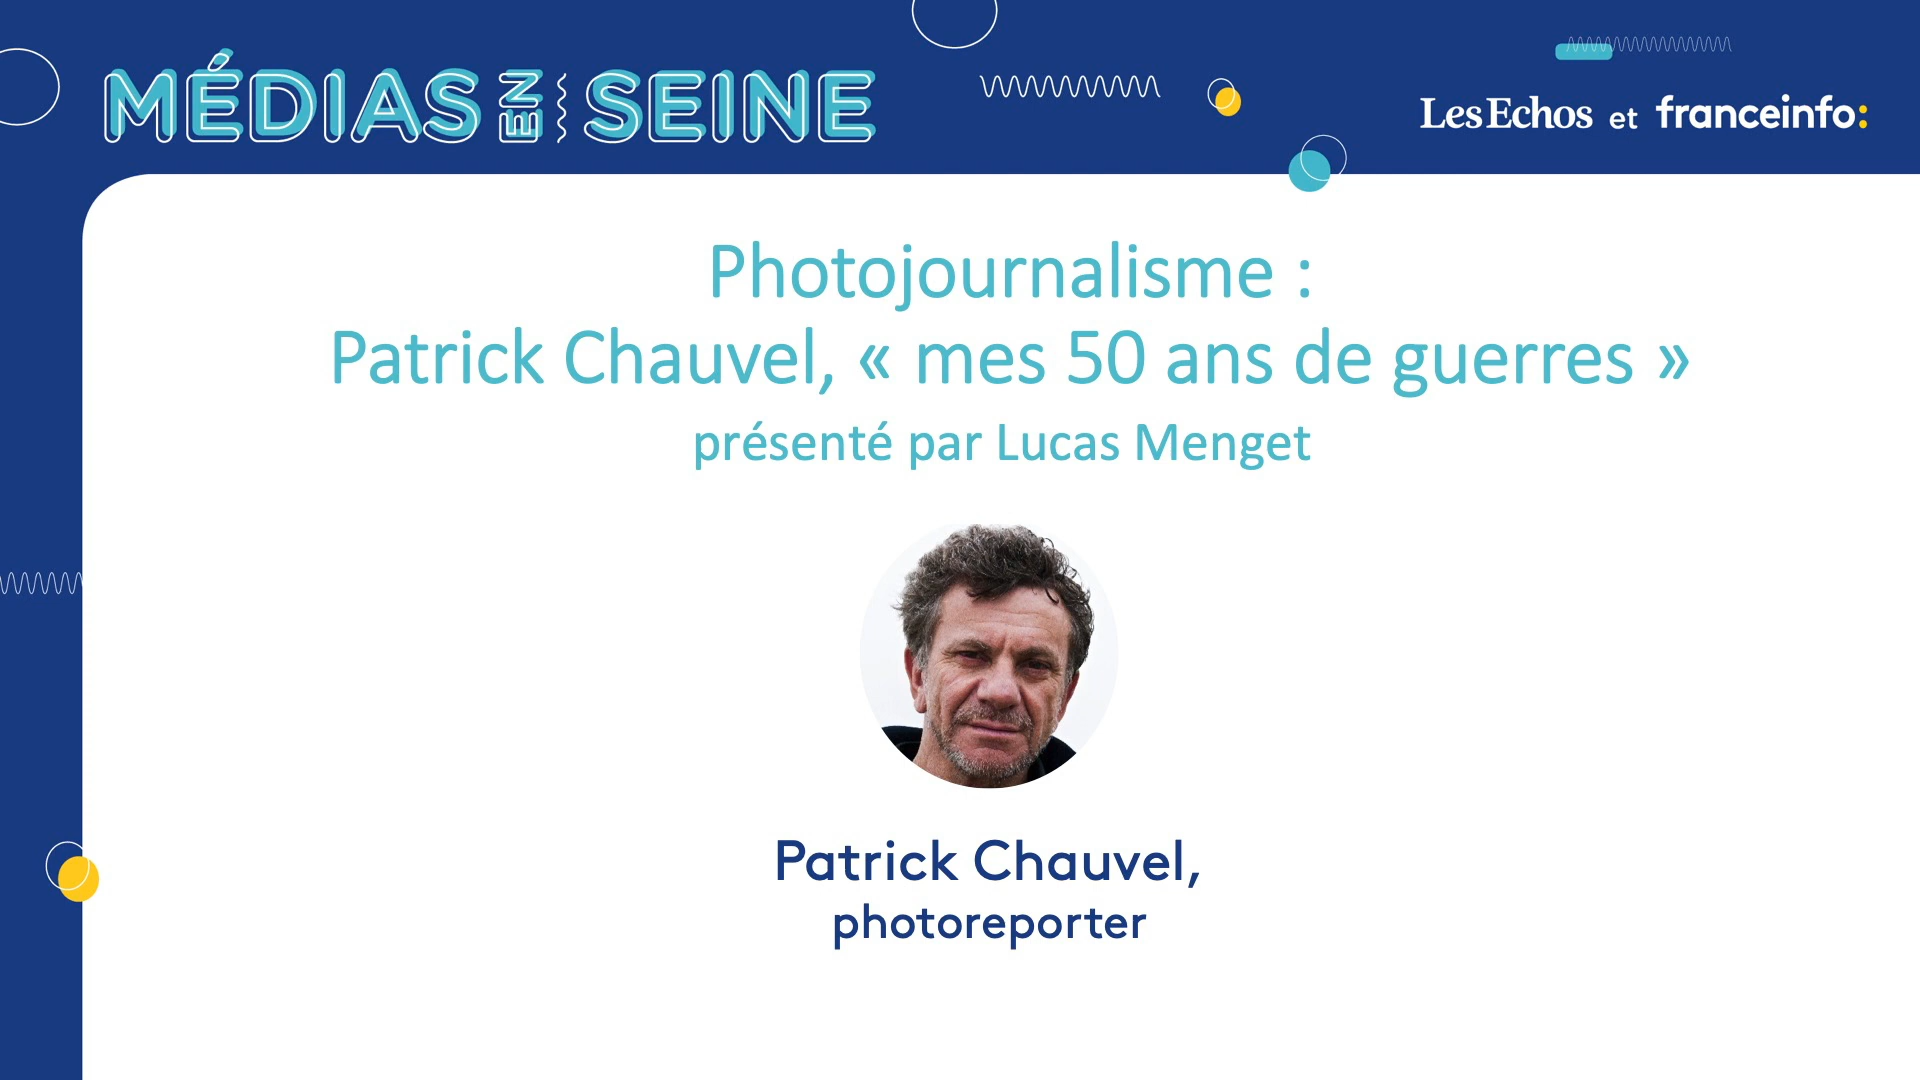 MÉDIAS EN SEINE
Les Echos et franceinfo:
Photojournalisme :
Patrick Chauvel, « mes 50 ans de guerres »
présenté par Lucas Menget
Patrick Chauvel,
photoreporter